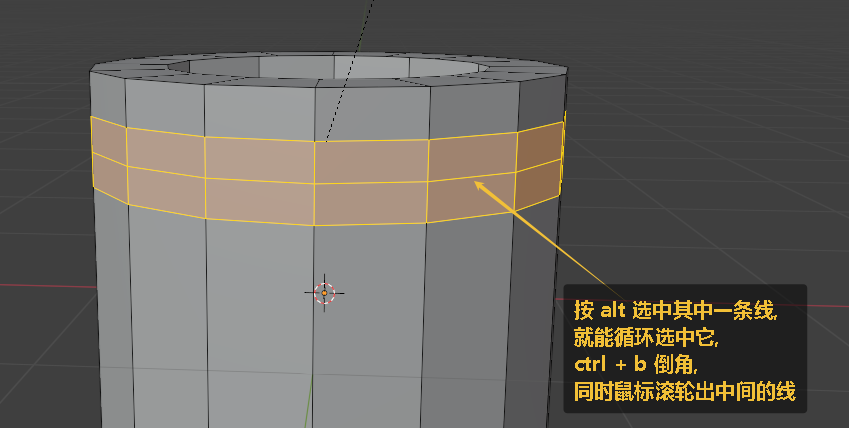 按 alt 选中其中一条线,
就能循环选中它,
ctrl + b 倒角,
同时鼠标滚轮出中间的线